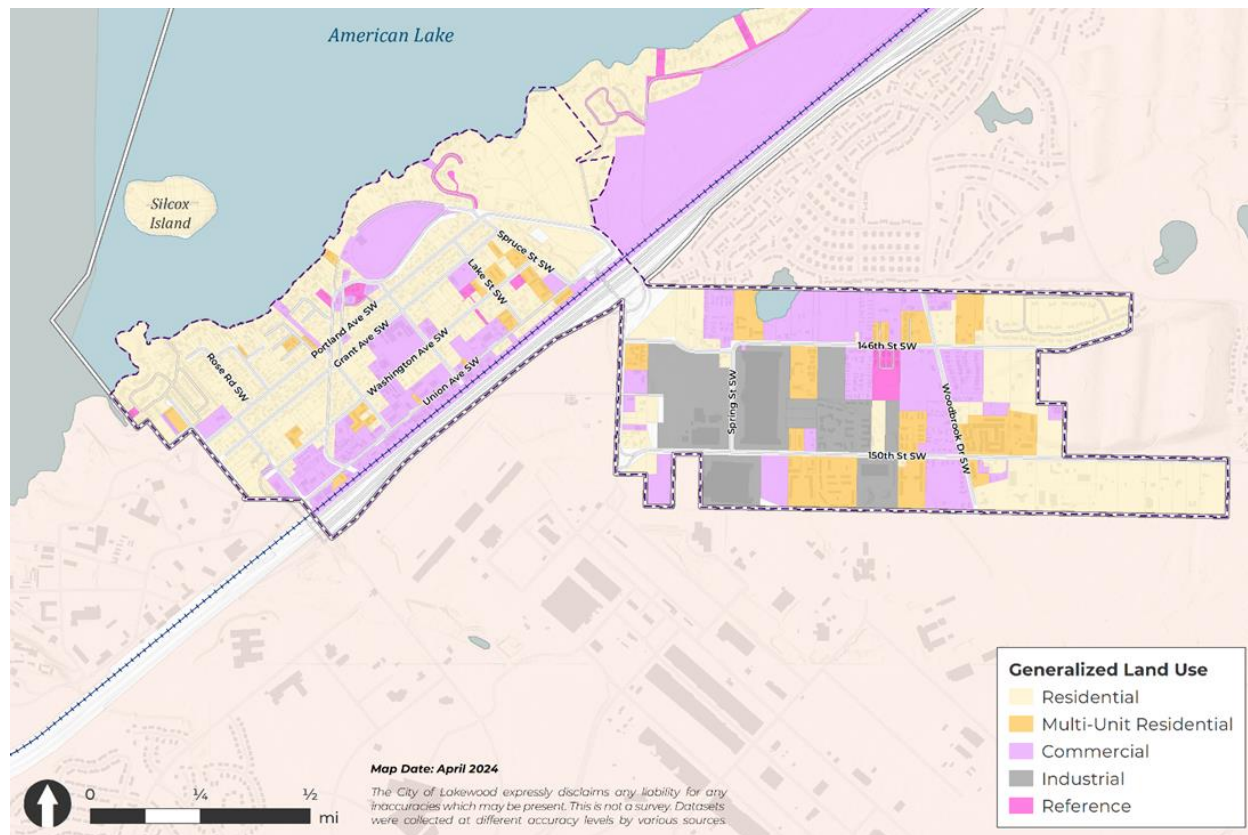 American Lake
Silcox
Island
Spruce St SW
Lake St SW
Portland Ave SW
Grant Ave SW
Rose Rd SW
Washington Ave SW
Union Ave SW
146th St SW
Spring St SW
Woodbrook Dr SW
150th St SW
Generalized Land Use
Residential
Multi-Unit Residential
Commercial
Industrial
Reference
Map Date: April 2024
The City of Lakewood expressly disclaims any liability for any
inaccuracies which may be present. This is not a survey. Datasets
were collected at different accuracy levels by various sources.
0 ¼ ½
mi